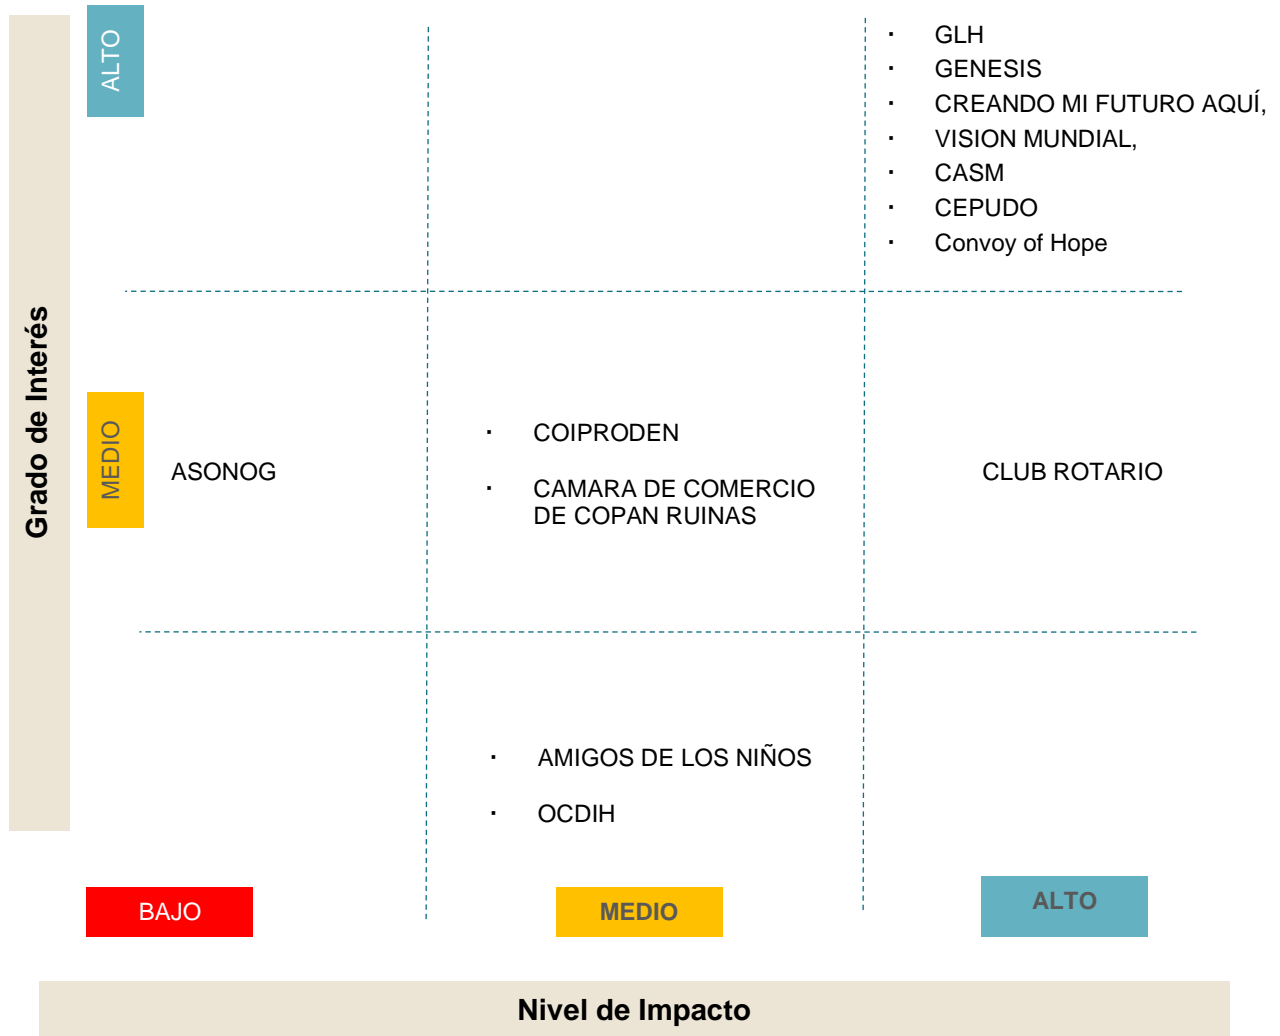 ALTO
GLH
GENESIS
CREANDO MI FUTURO AQUÍ,
VISION MUNDIAL,
CASM
CEPUDO
Convoy of Hope
Grado de Interés
MEDIO
ASONOG
COIPRODEN
CAMARA DE COMERCIO
DE COPAN RUINAS
CLUB ROTARIO
AMIGOS DE LOS NIÑOS
OCDIH
BAJO
MEDIO
ALTO
Nivel de Impacto